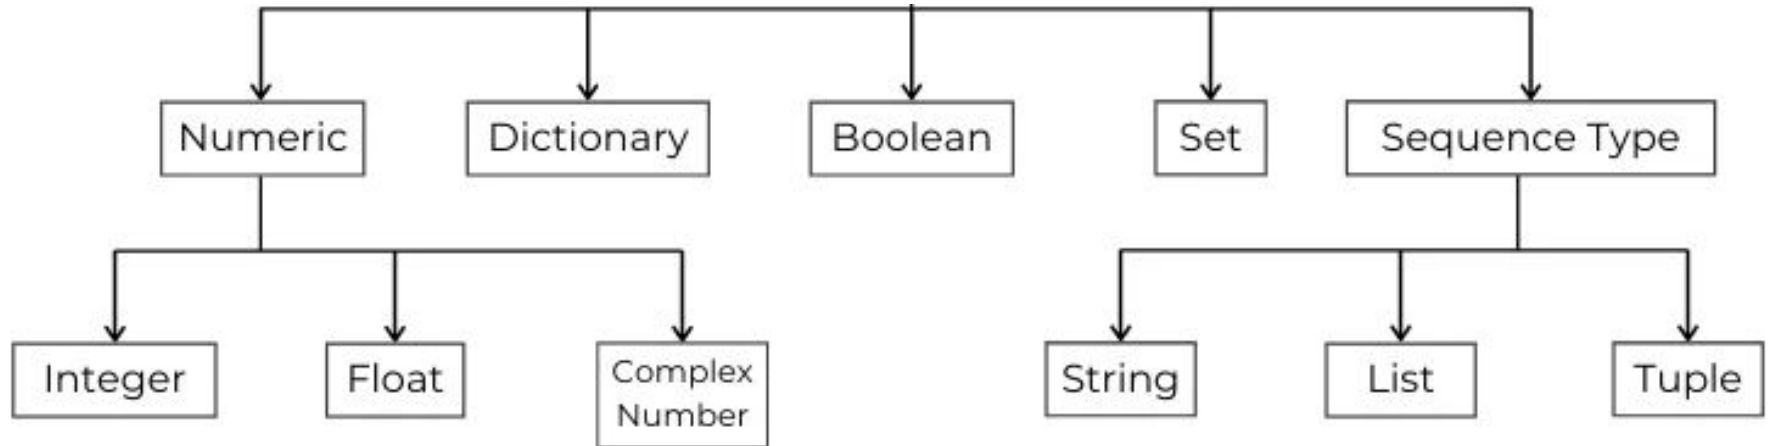 Numeric
Dictionary
Boolean
Set
Sequence Type
Integer
Float
Complex
Number
String
List
Tuple